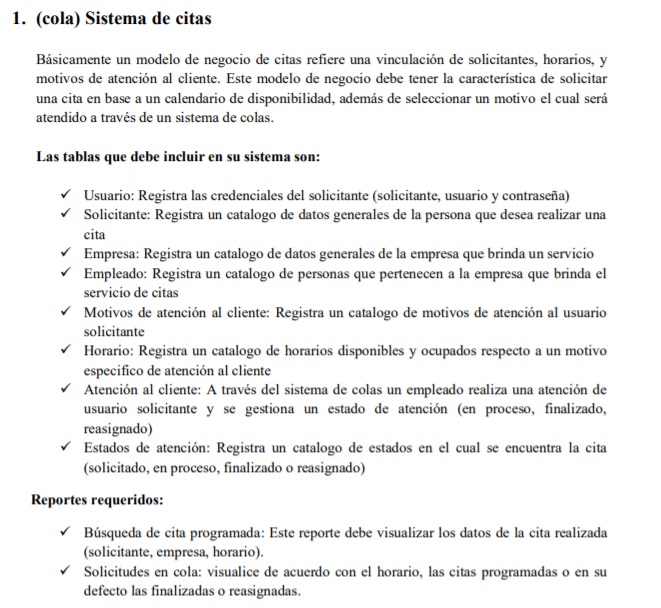 1. (cola) Sistema de citas
Básicamente un modelo de negocio de citas refiere una vinculación de solicitantes, horarios, y
motivos de atención al cliente. Este modelo de negocio debe tener la característica de solicitar
una cita en base a un calendario de disponibilidad, además de seleccionar un motivo el cual será
atendido a través de un sistema de colas.
Las tablas que debe incluir en su sistema son:
✓ Usuario: Registra las credenciales del solicitante (solicitante, usuario y contraseña)
✓ Solicitante: Registra un catalogo de datos generales de la persona que desea realizar una
cita
✓ Empresa: Registra un catalogo de datos generales de la empresa que brinda un servicio
✓ Empleado: Registra un catalogo de personas que pertenecen a la empresa que brinda el
servicio de citas
✓ Motivos de atención al cliente: Registra un catalogo de motivos de atención al usuario
solicitante
✓ Horario: Registra un catalogo de horarios disponibles y ocupados respecto a un motivo
especifico de atención al cliente
✓ Atención al cliente: A través del sistema de colas un empleado realiza una atención de
usuario solicitante y se gestiona un estado de atención (en proceso, finalizado,
reasignado)
✓ Estados de atención: Registra un catalogo de estados en el cual se encuentra la cita
(solicitado, en proceso, finalizado o reasignado)
Reportes requeridos:
✓ Búsqueda de cita programada: Este reporte debe visualizar los datos de la cita realizada
(solicitante, empresa, horario).
✓ Solicitudes en cola: visualice de acuerdo con el horario, las citas programadas o en su
defecto las finalizadas o reasignadas.